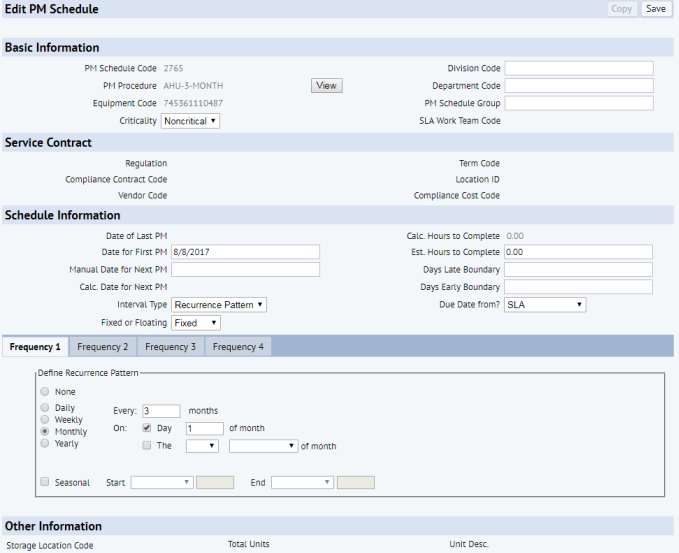 Edit PM Schedule Copy Save
Basic Information
PM Schedule Code 2765 Division Code
PM Procedure AHU-3-MONTH View Department Code
Equipment Code 745361110487 PM Schedule Group
Criticality Noncritical SLA Work Team Code
Service Contract
Regulation Term Code
Compliance Contract Code Location ID
Vendor Code Compliance Cost Code
Schedule Information
Date of Last PM Calc. Hours to Complete 0.00
Date for First PM 8/8/2017 Est. Hours to Complete 0.00
Manual Date for Next PM Days Late Boundary
Calc. Date for Next PM Days Early Boundary
Interval Type Recurrence Pattern Due Date from? SLA
Fixed or Floating Fixed
Frequency 1 Frequency 2 Frequency 3 Frequency 4
Define Recurrence Pattern
None
Daily Every: 3 months
Weekly
Monthly On: Day 1 of month
Yearly The of month
Seasonal Start End
Other Information
Storage Location Code Total Units Unit Desc.